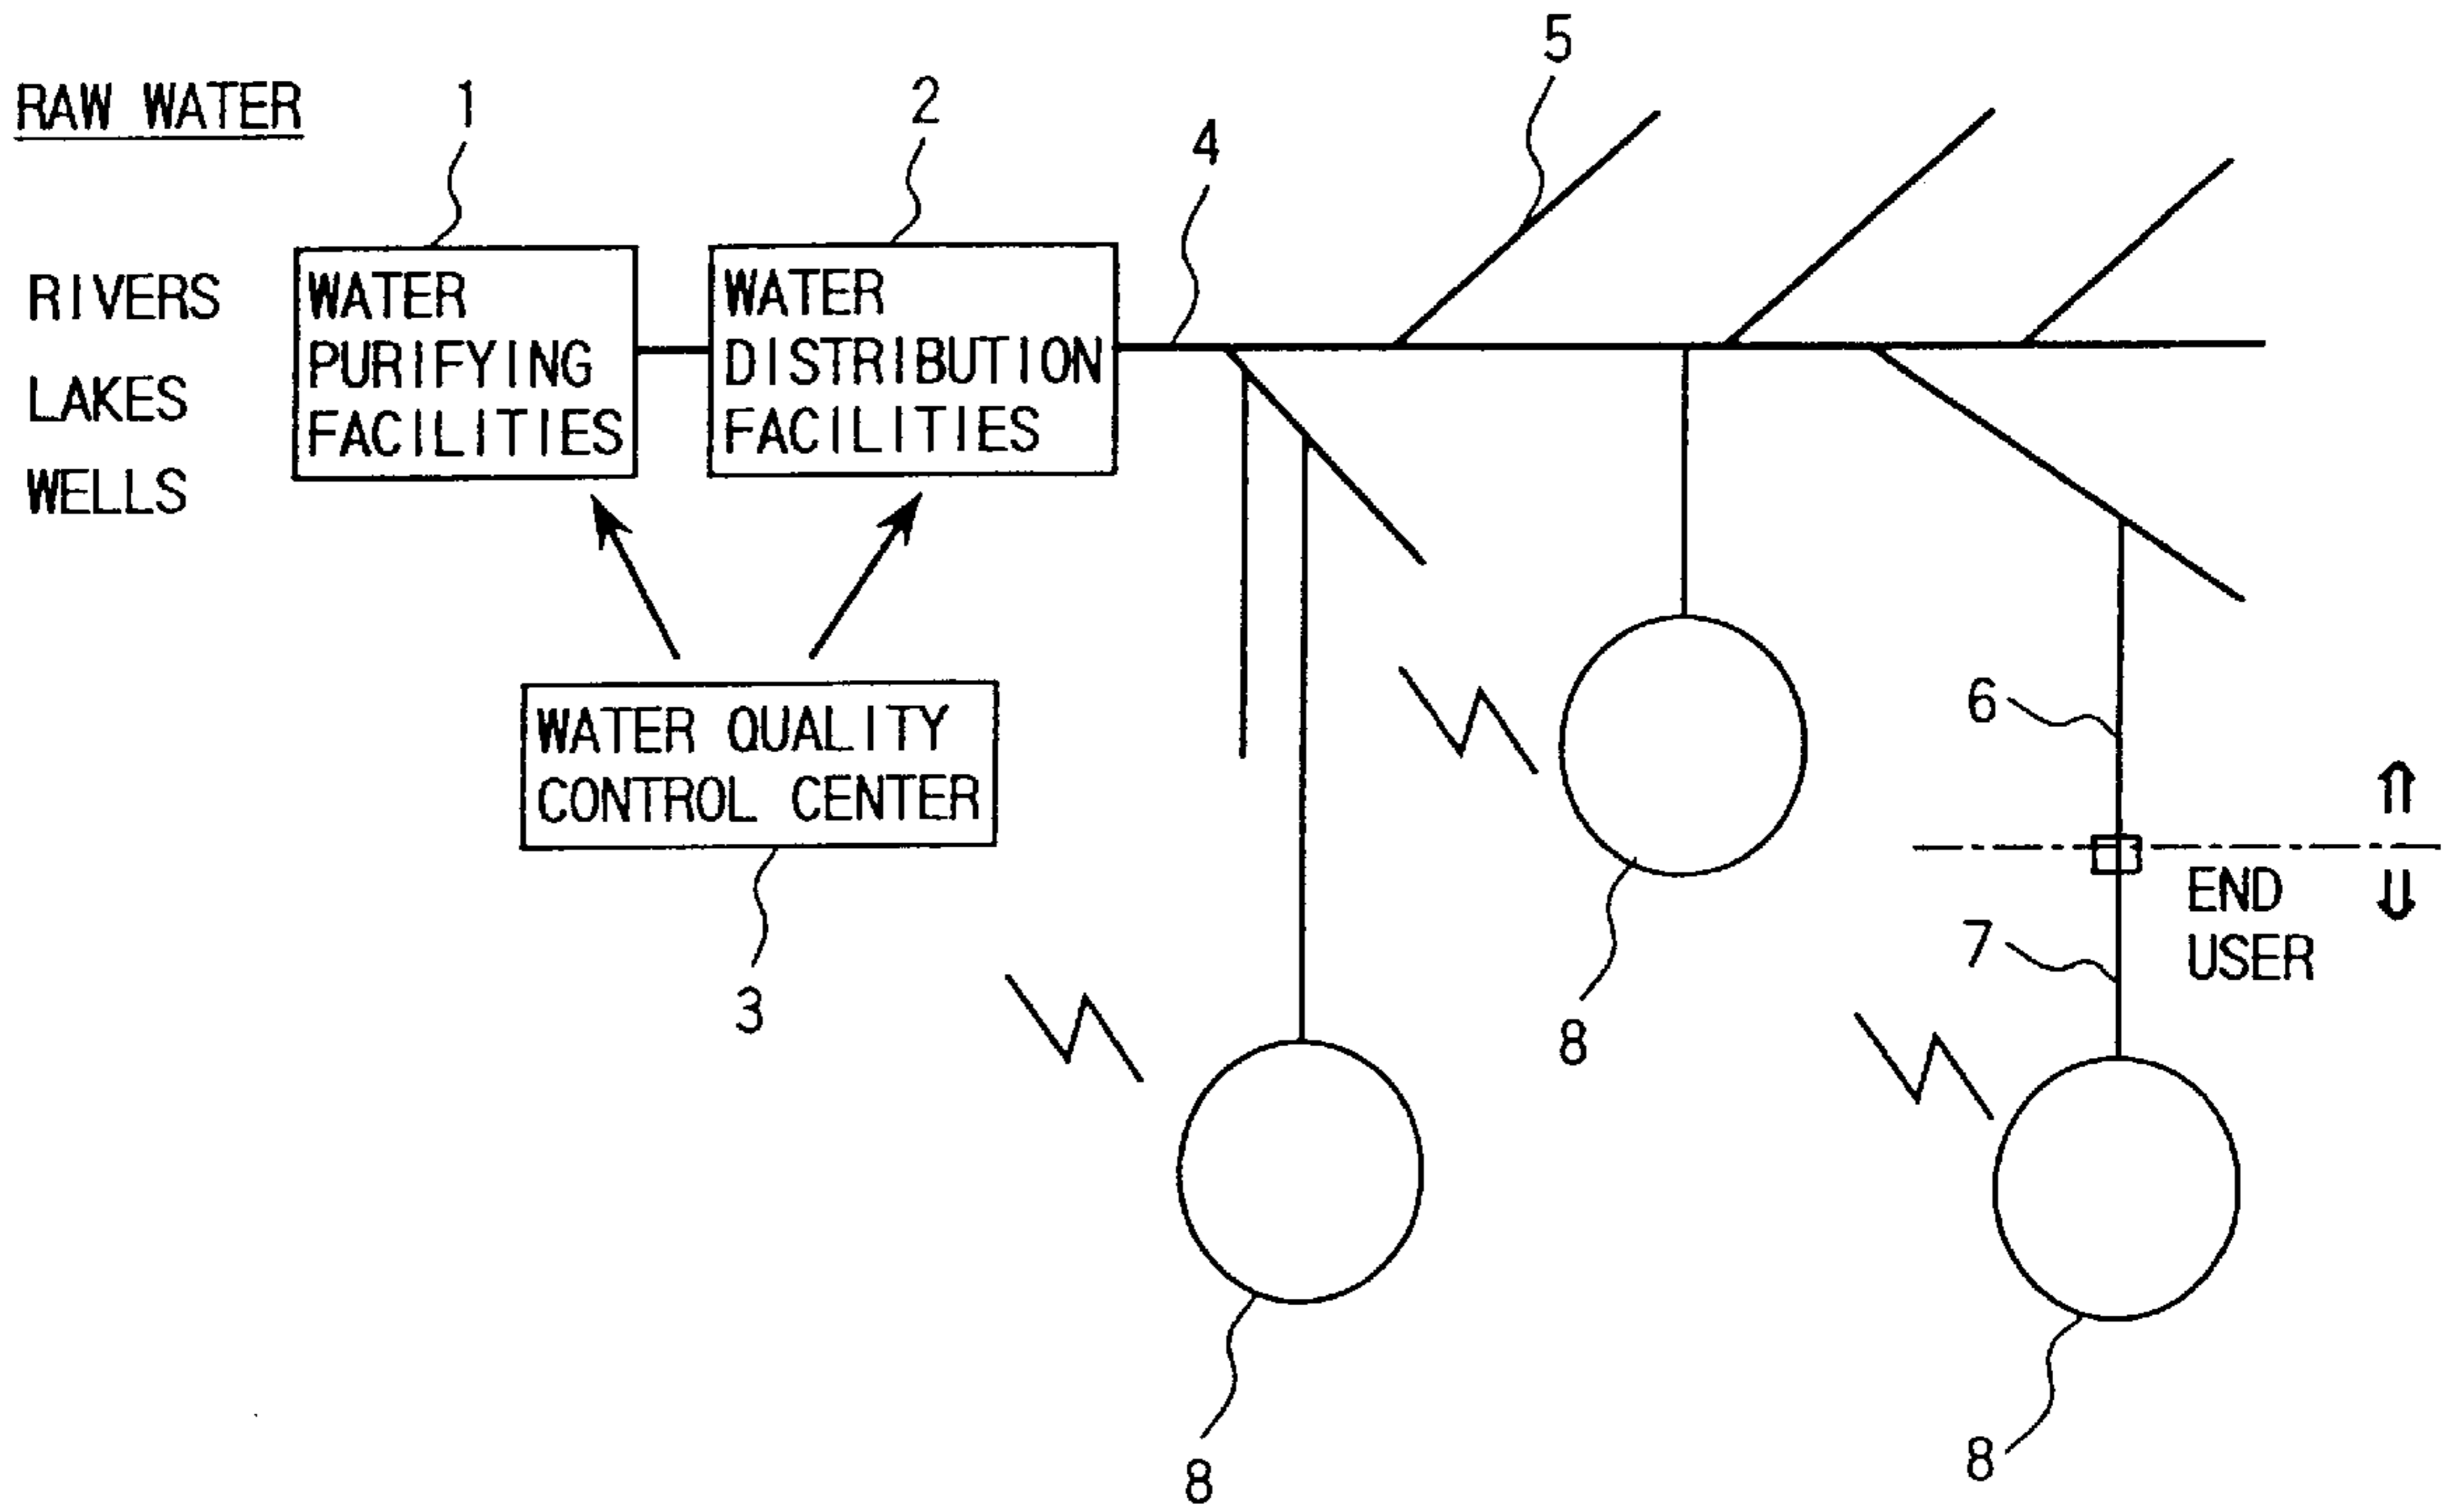 RAW WATER
RIVERS
LAKES
WELLS
1
WATER
PURIFYING
FACILITIES
2
WATER
DISTRIBUTION
FACILITIES
WATER QUALITY
CONTROL CENTER
3
4
5
6
END
USER
7
8
8
8